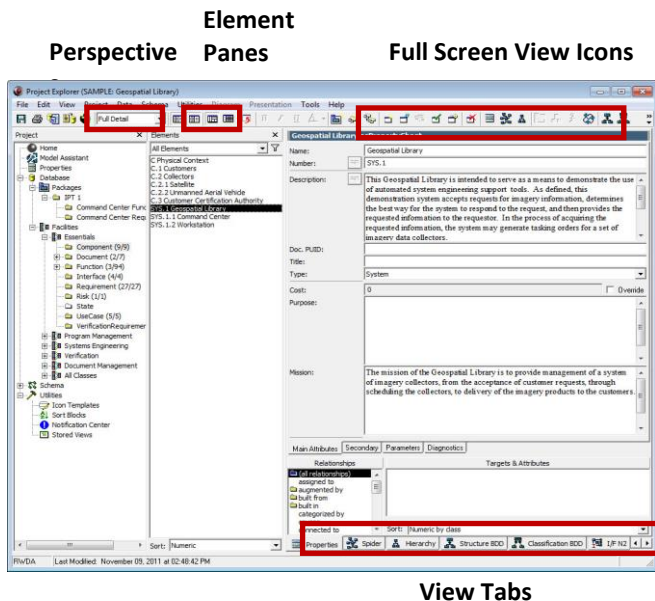 Element
Perspective Panes Full Screen View Icons
Project Explorer (SAMPLE: Geospatial Library)
File Edit View Project Data Schema Utilities Diagram Presentation Tools Help
Full Detail
Project
Elements
Geospatial Library
Home
Model Assistant
Properties
Database
Packages
IPT 1
Command Center Func
Command Center Requ
Facilities
Essentials
Component (9/9)
Document (2/7)
Function (3/94)
Interface (4/4)
Requirement (27/27)
Risk (1/1)
State
UseCase (5/5)
VerificationRequiremer
Program Management
Systems Engineering
Verification
Document Management
All Classes
Schema
Utilities
Icon Templates
Sort Blocks
Notification Center
Stored Views
All Elements
C Physical Context
C.1 Customers
C.2 Collectors
C.2.1 Satellite
C.2.2 Unmanned Aerial Vehicle
C.3 Customer Certification Authority
SYS.1 Geospatial Library
SYS.1.1 Command Center
SYS.1.2 Workstation
Sort: Numeric
Name: Geospatial Library
Number: SYS.1
Description: This Geospatial Library is intended to serve as a means to demonstrate the use
of automated system engineering support tools. As defined, this
demonstration system accepts requests for imagery information, determines
the best way for the system to respond to the request, and then provides the
requested information to the requestor. In the process of acquiring the
requested information, the system may generate tasking orders for a set of
imagery data collectors.
Doc. PUID:
Title:
Type: System
Cost: 0 Override
Purpose:
Mission: The mission of the Geospatial Library is to provide management of a system
of imagery collectors, from the acceptance of customer requests, through
scheduling the collectors, to delivery of the imagery products to the customers.
Main Attributes Secondary Parameters Diagnostics
Relationships Targets & Attributes
(all relationships)
assigned to
augmented by
built from
built in
categorized by
connected to
Sort: Numeric by class
Properties Spider Hierarchy Structure BDD Classification BDD I/F N2
RWDA Last Modified: November 09, 2011 at 02:48:42 PM
View Tabs